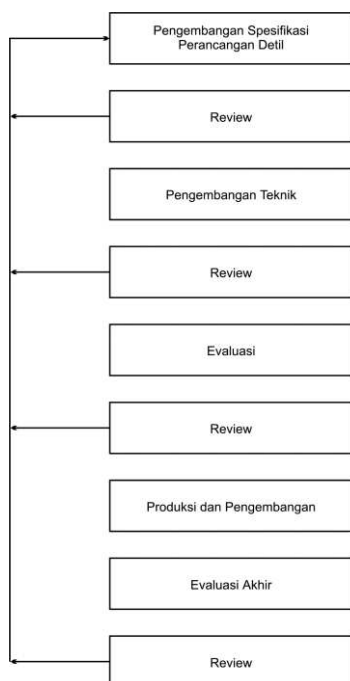 Pengembangan Spesifikasi
Perancangan Detil
Review
Pengembangan Teknik
Review
Evaluasi
Review
Produksi dan Pengembangan
Evaluasi Akhir
Review